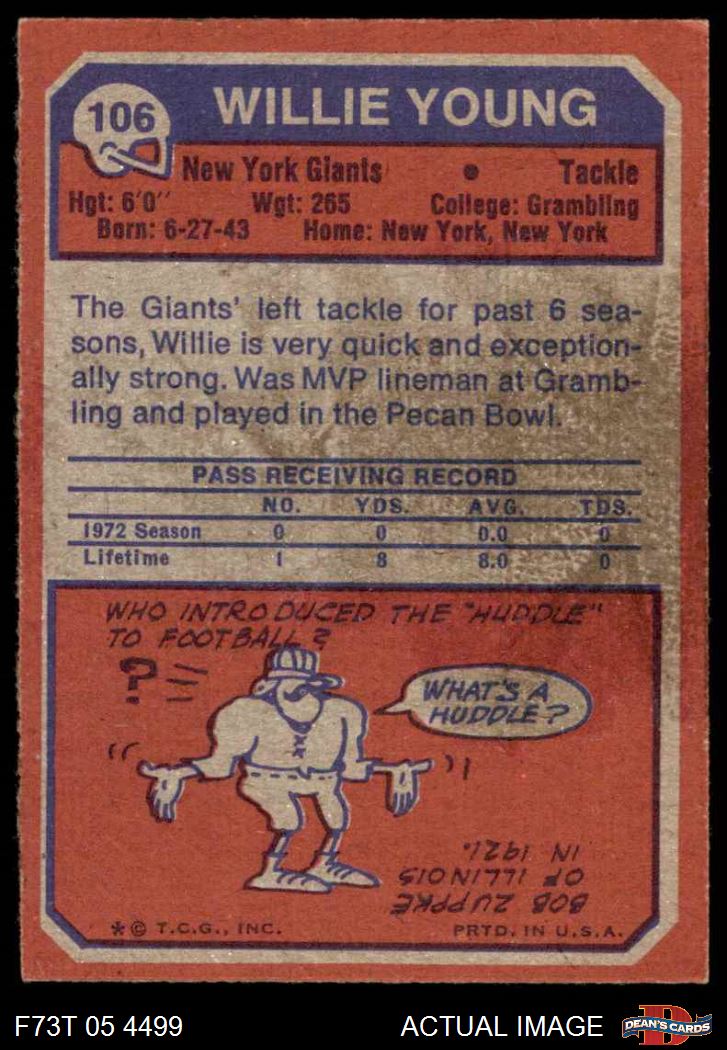 106
WILLIE YOUNG
New York Giants • Tackle
Hgt: 6'0'' Wgt: 265 College: Grambling
Born: 6-27-43 Home: New York, New York
The Giants' left tackle for past 6 sea-
sons, Willie is very quick and exception-
ally strong. Was MVP lineman at Gramb-
ling and played in the Pecan Bowl.
PASS RECEIVING RECORD
NO. YDS. AVG. TDS.
1972 Season 0 0 0.0 0
Lifetime 1 8 8.0 0
WHO INTRODUCED THE "HUDDLE"
TO FOOTBALL?
?
WHAT'S A
HUDDLE?
BOB ZUPPKE
OF ILLINOIS
IN 1921.
* © T.C.G., INC. PRTD. IN U.S.A.
F73T 05 4499 ACTUAL IMAGE
D
DEAN'S CARDS